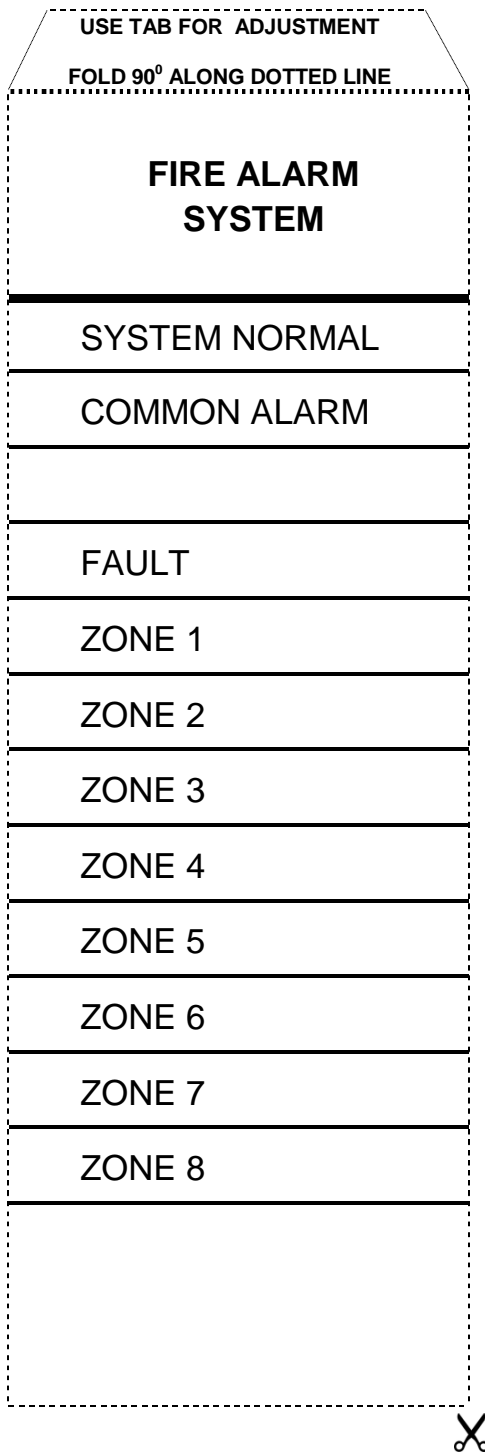 USE TAB FOR ADJUSTMENT
FOLD 90⁰ ALONG DOTTED LINE
FIRE ALARM
SYSTEM
SYSTEM NORMAL
COMMON ALARM
FAULT
ZONE 1
ZONE 2
ZONE 3
ZONE 4
ZONE 5
ZONE 6
ZONE 7
ZONE 8